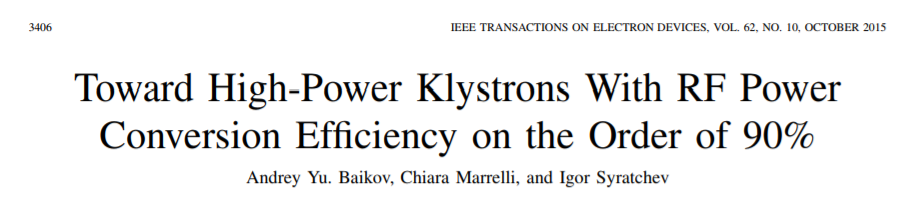 3406
IEEE TRANSACTIONS ON ELECTRON DEVICES, VOL. 62, NO. 10, OCTOBER 2015
Toward High-Power Klystrons With RF Power
Conversion Efficiency on the Order of 90%
Andrey Yu. Baikov, Chiara Marrelli, and Igor Syratchev